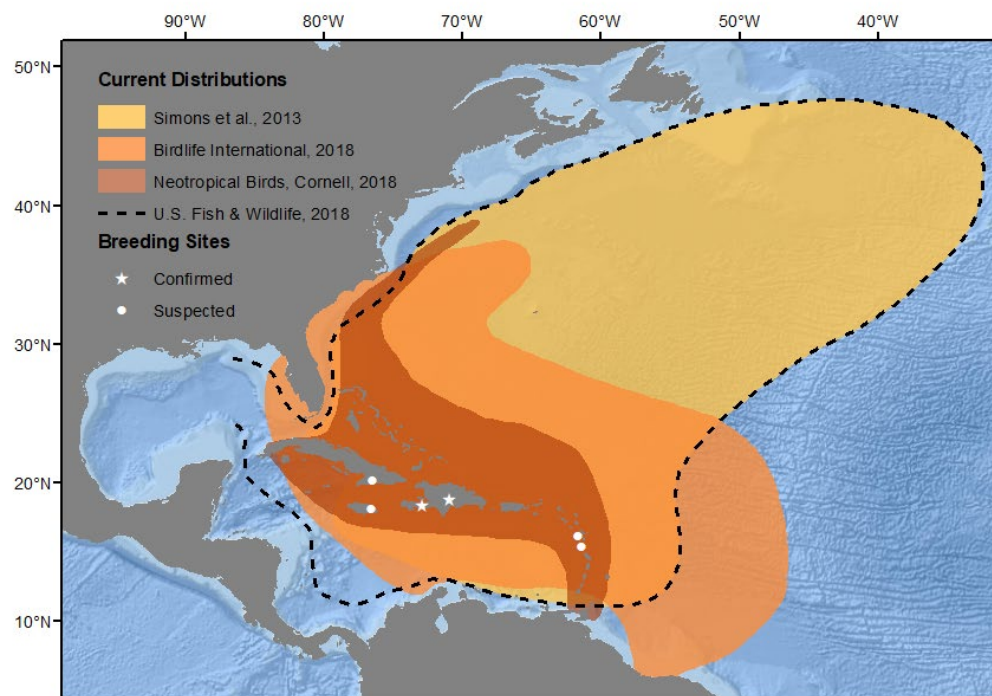 90°W 80°W 70°W 60°W 50°W 40°W
50°N
Current Distributions
Simons et al., 2013
Birdlife International, 2018
Neotropical Birds, Cornell, 2018
40°N
U.S. Fish & Wildlife, 2018
Breeding Sites
Confirmed
Suspected
30°N
20°N
10°N